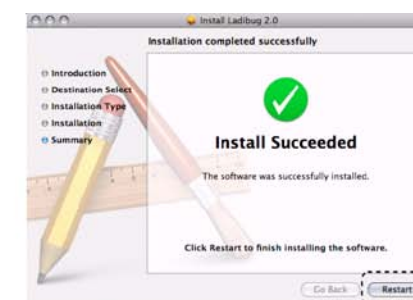 Install Ladibug 2.0
Installation completed successfully
Introduction
Destination Select
Installation Type
Installation
Summary
Install Succeeded
The software was successfully installed.
Click Restart to finish installing the software.
Go Back
Restart